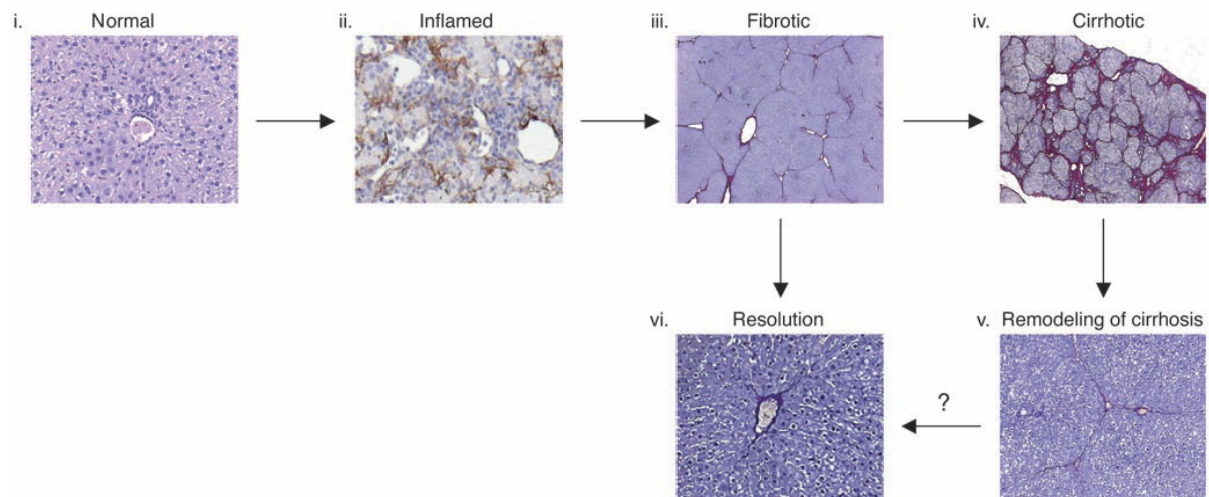 i. Normal
ii. Inflamed
iii. Fibrotic
iv. Cirrhotic
vi. Resolution
v. Remodeling of cirrhosis
?